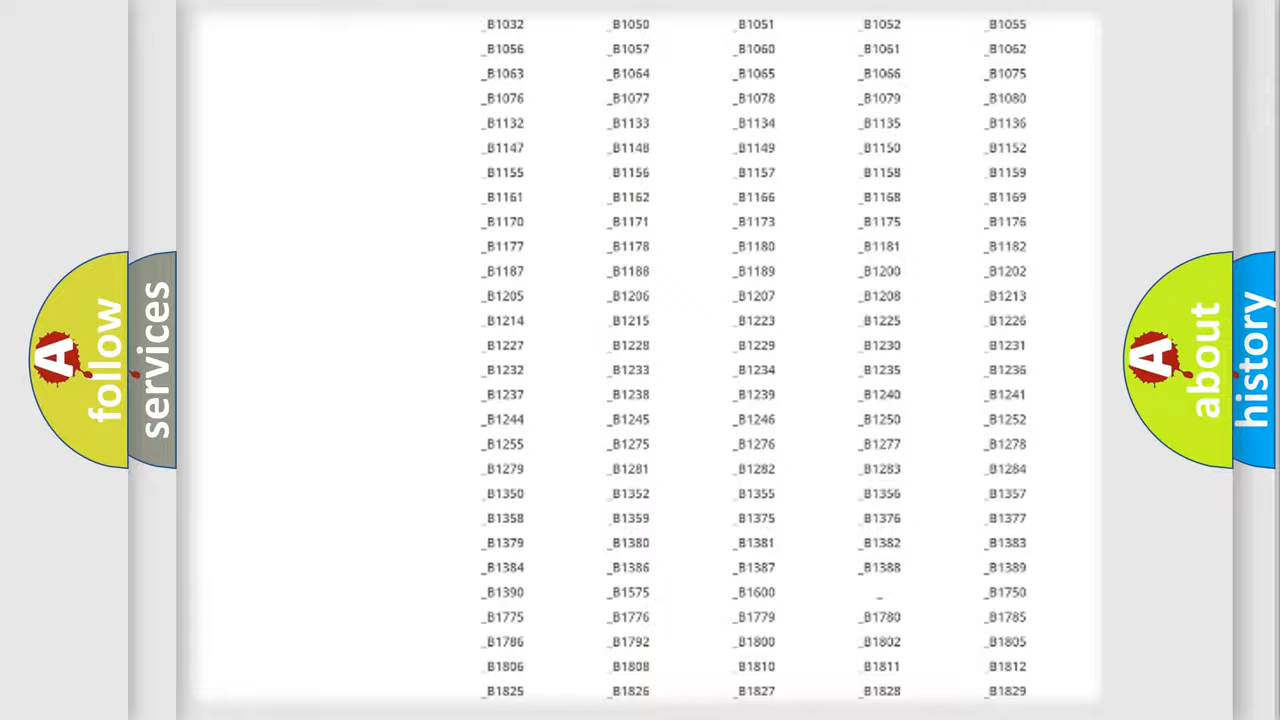 _B1032 _B1050 _B1051 _B1052 _B1055
_B1056 _B1057 _B1060 _B1061 _B1062
_B1063 _B1064 _B1065 _B1066 _B1075
_B1076 _B1077 _B1078 _B1079 _B1080
_B1132 _B1133 _B1134 _B1135 _B1136
_B1147 _B1148 _B1149 _B1150 _B1152
_B1155 _B1156 _B1157 _B1158 _B1159
_B1161 _B1162 _B1166 _B1168 _B1169
_B1170 _B1171 _B1173 _B1175 _B1176
_B1177 _B1178 _B1180 _B1181 _B1182
_B1187 _B1188 _B1189 _B1200 _B1202
_B1205 _B1206 _B1207 _B1208 _B1213
_B1214 _B1215 _B1223 _B1225 _B1226
_B1227 _B1228 _B1229 _B1230 _B1231
_B1232 _B1233 _B1234 _B1235 _B1236
_B1237 _B1238 _B1239 _B1240 _B1241
_B1244 _B1245 _B1246 _B1250 _B1252
_B1255 _B1275 _B1276 _B1277 _B1278
_B1279 _B1281 _B1282 _B1283 _B1284
_B1350 _B1352 _B1355 _B1356 _B1357
_B1358 _B1359 _B1375 _B1376 _B1377
_B1379 _B1380 _B1381 _B1382 _B1383
_B1384 _B1386 _B1387 _B1388 _B1389
_B1390 _B1575 _B1600 _ _B1750
_B1775 _B1776 _B1779 _B1780 _B1785
_B1786 _B1792 _B1800 _B1802 _B1805
_B1806 _B1808 _B1810 _B1811 _B1812
_B1825 _B1826 _B1827 _B1828 _B1829
A follow
services
A about
history